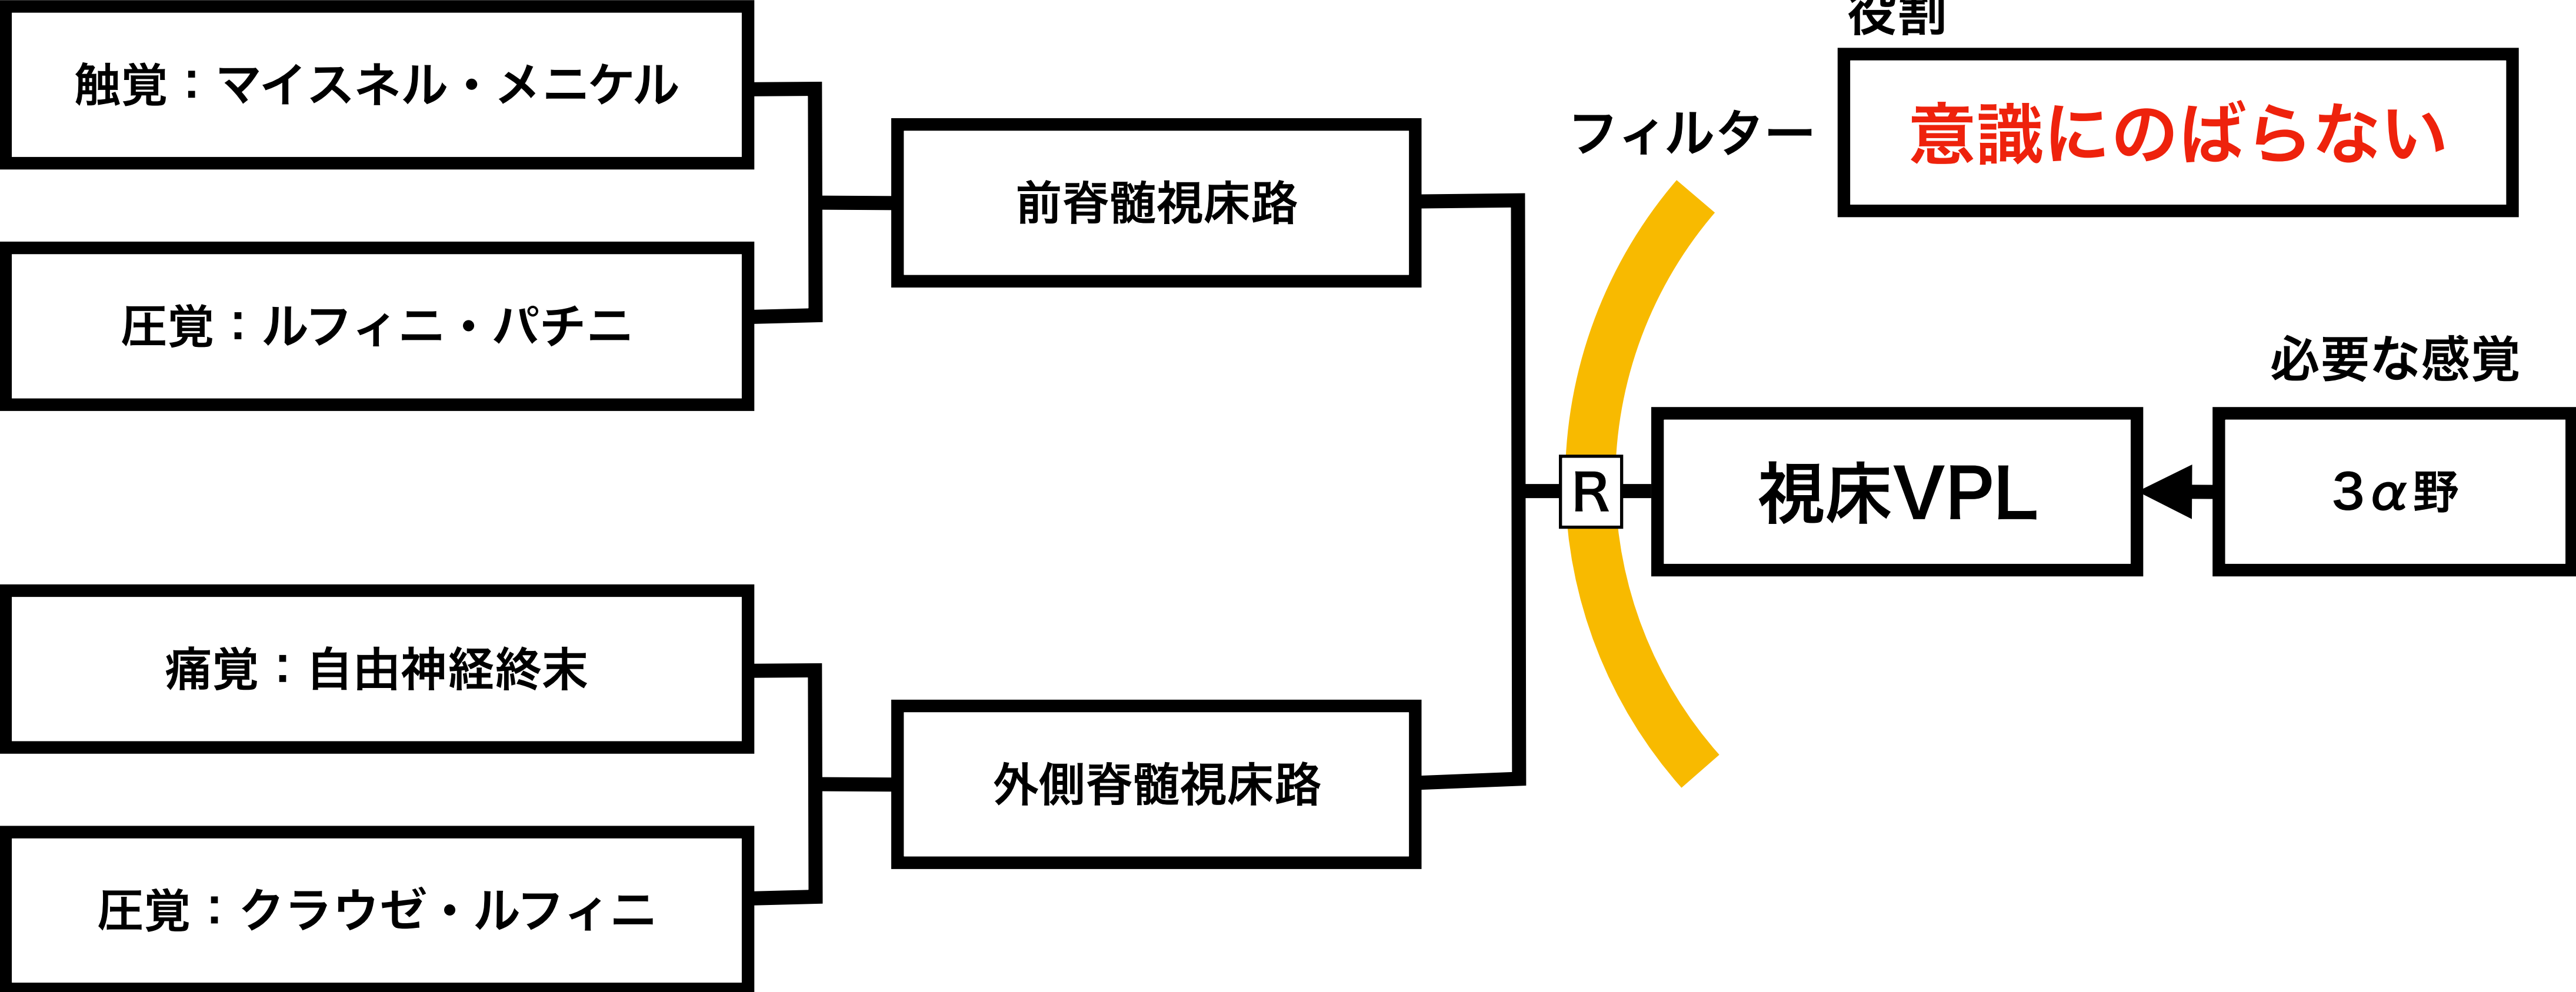 役割
触覚：マイスネル・メニケル
フィルター
意識にのばらない
前脊髄視床路
圧覚：ルフィニ・パチニ
必要な感覚
R
視床VPL
３α野
痛覚：自由神経終末
外側脊髄視床路
圧覚：クラウゼ・ルフィニ